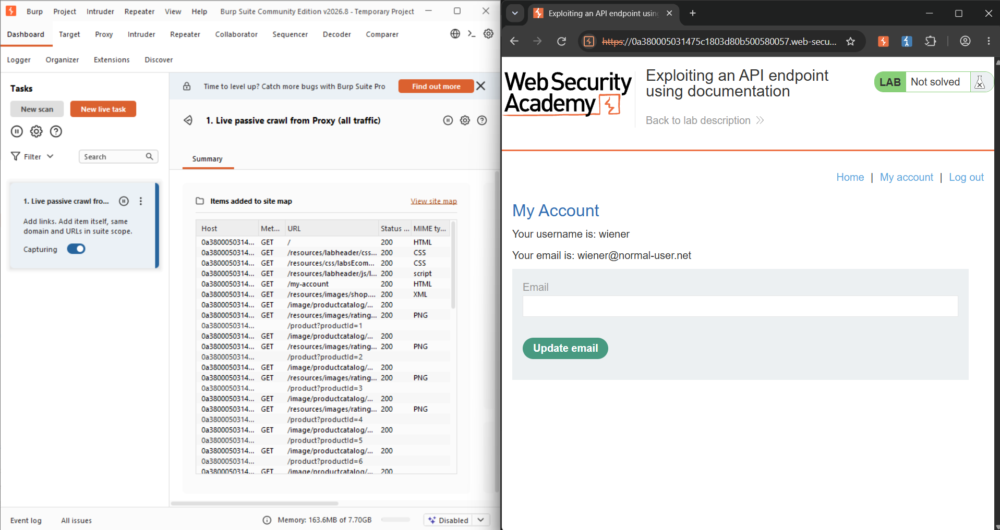 Burp Project Intruder Repeater View Help Burp Suite Community Edition v2026.8 - Temporary Project
Dashboard Target Proxy Intruder Repeater Collaborator Sequencer Decoder Comparer
Logger Organizer Extensions Discover
Tasks
New scan New live task
Filter Search
1. Live passive crawl fro...
Add links. Add item itself, same
domain and URLs in suite scope.
Capturing
Time to level up? Catch more bugs with Burp Suite Pro Find out more
1. Live passive crawl from Proxy (all traffic)
Summary
Items added to site map View site map
Host Met... URL Status ... MIME ty...
0a3800050314... GET / 200 HTML
0a3800050314... GET /resources/labheader/css... 200 CSS
0a3800050314... GET /resources/css/labsEcom... 200 CSS
0a3800050314... GET /resources/labheader/js/l... 200 script
0a3800050314... GET /my-account 200 HTML
0a3800050314... GET /resources/images/shop.... 200 XML
0a3800050314... GET /image/productcatalog/... 200
0a3800050314... GET /resources/images/rating... 200 PNG
0a3800050314... /product?productId=1
0a3800050314... GET /image/productcatalog/... 200
0a3800050314... GET /resources/images/rating... 200 PNG
0a3800050314... /product?productId=2
0a3800050314... GET /image/productcatalog/... 200
0a3800050314... GET /resources/images/rating... 200 PNG
0a3800050314... /product?productId=3
0a3800050314... GET /image/productcatalog/... 200
0a3800050314... GET /resources/images/rating... 200 PNG
0a3800050314... /product?productId=4
0a3800050314... GET /image/productcatalog/... 200
0a3800050314... /product?productId=5
0a3800050314... GET /image/productcatalog/... 200
0a3800050314... /product?productId=6
0a3800050314... GET /image/productcatalog/... 200
Event log All issues Memory: 163.6MB of 7.70GB Disabled
Exploiting an API endpoint usin
https://0a380005031475c1803d80b500580057.web-secu...
Web Security
Academy
Exploiting an API endpoint
using documentation
Back to lab description
LAB Not solved
Home | My account | Log out
My Account
Your username is: wiener
Your email is: wiener@normal-user.net
Email
Update email